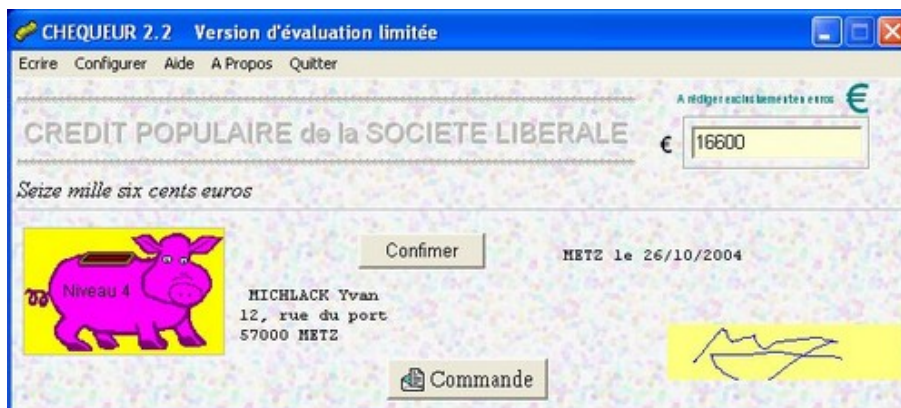 CHEQUEUR 2.2 Version d'évaluation limitée
Ecrire Configurer Aide A Propos Quitter
A rédiger exclusivement en euros €
CREDIT POPULAIRE de la SOCIETE LIBERALE
€ 16600
Seize mille six cents euros
Confimer
METZ le 26/10/2004
Niveau 4
MICHLACK Yvan
12, rue du port
57000 METZ
Commande